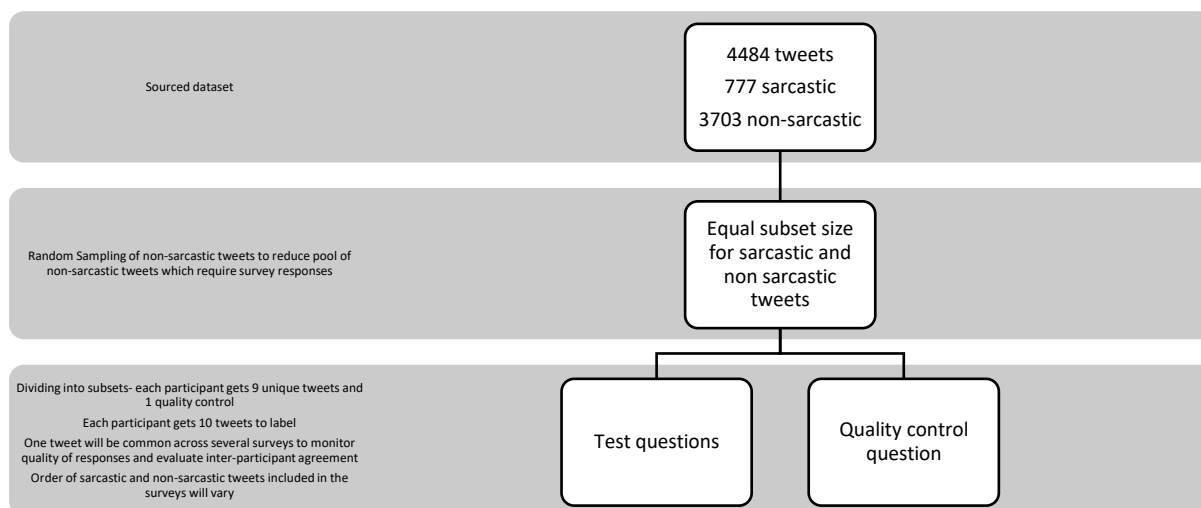 Sourced dataset
4484 tweets
777 sarcastic
3703 non-sarcastic
Random Sampling of non-sarcastic tweets to reduce pool of
non-sarcastic tweets which require survey responses
Equal subset size
for sarcastic and
non sarcastic
tweets
Dividing into subsets- each participant gets 9 unique tweets and
1 quality control
Each participant gets 10 tweets to label
One tweet will be common across several surveys to monitor
quality of responses and evaluate inter-participant agreement
Order of sarcastic and non-sarcastic tweets included in the
surveys will vary
Test questions
Quality control
question